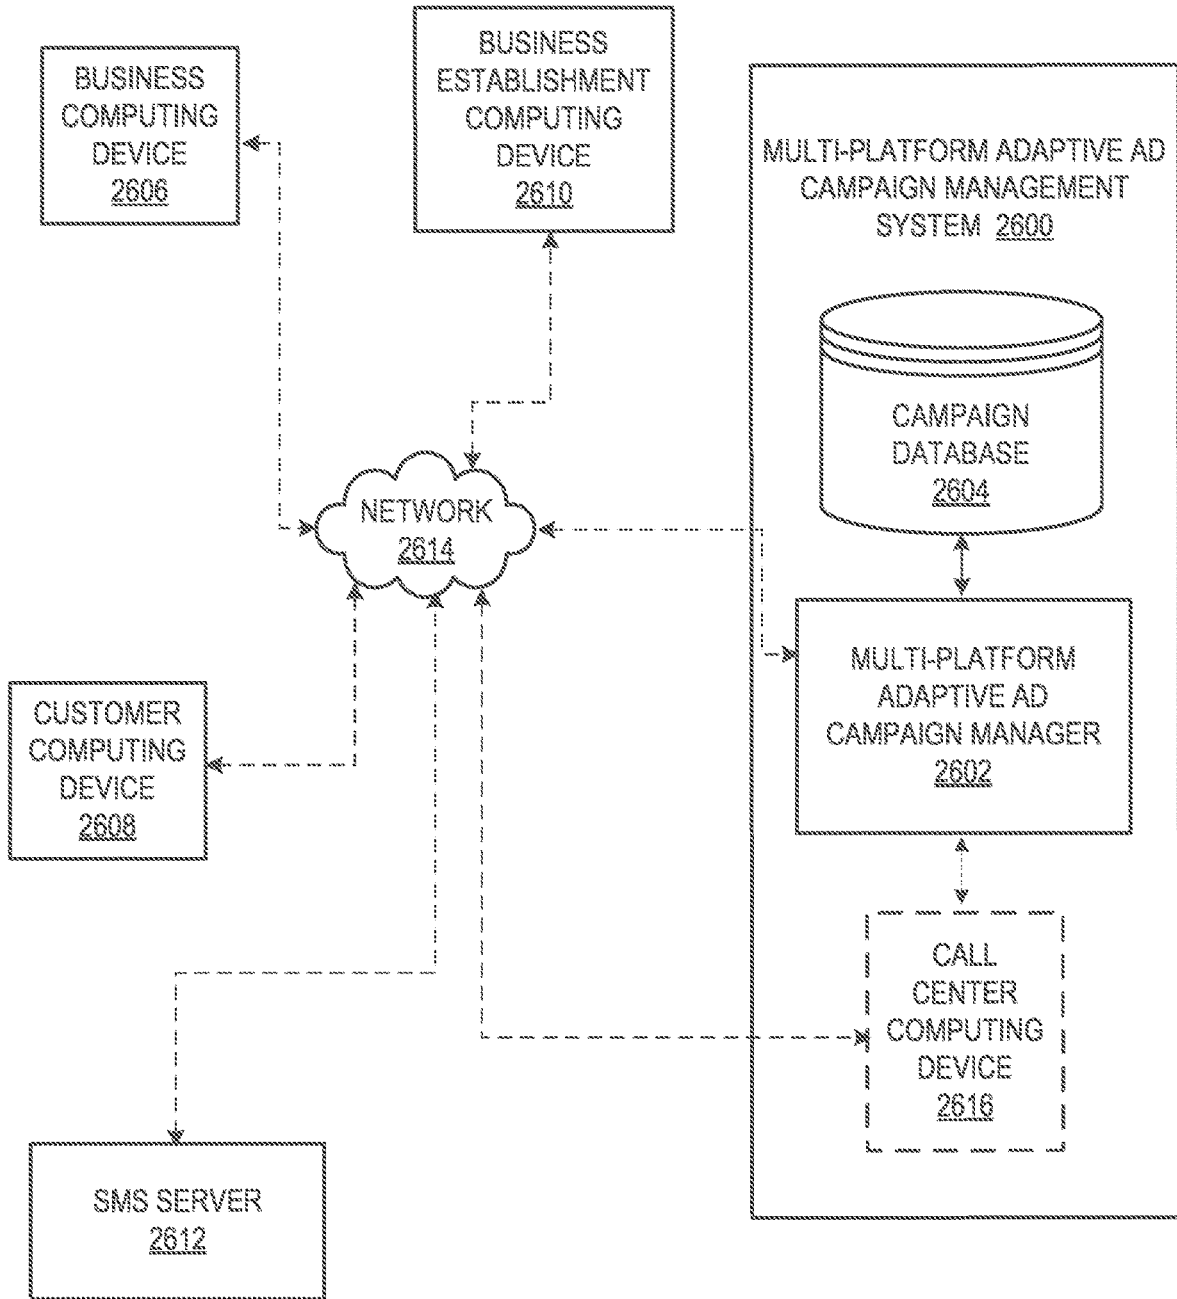 BUSINESS
COMPUTING
DEVICE
2606
BUSINESS
ESTABLISHMENT
COMPUTING
DEVICE
2610
MULTI-PLATFORM ADAPTIVE AD
CAMPAIGN MANAGEMENT
SYSTEM 2600
CAMPAIGN
DATABASE
2604
NETWORK
2614
MULTI-PLATFORM
ADAPTIVE AD
CAMPAIGN MANAGER
2602
CUSTOMER
COMPUTING
DEVICE
2608
CALL
CENTER
COMPUTING
DEVICE
2616
SMS SERVER
2612